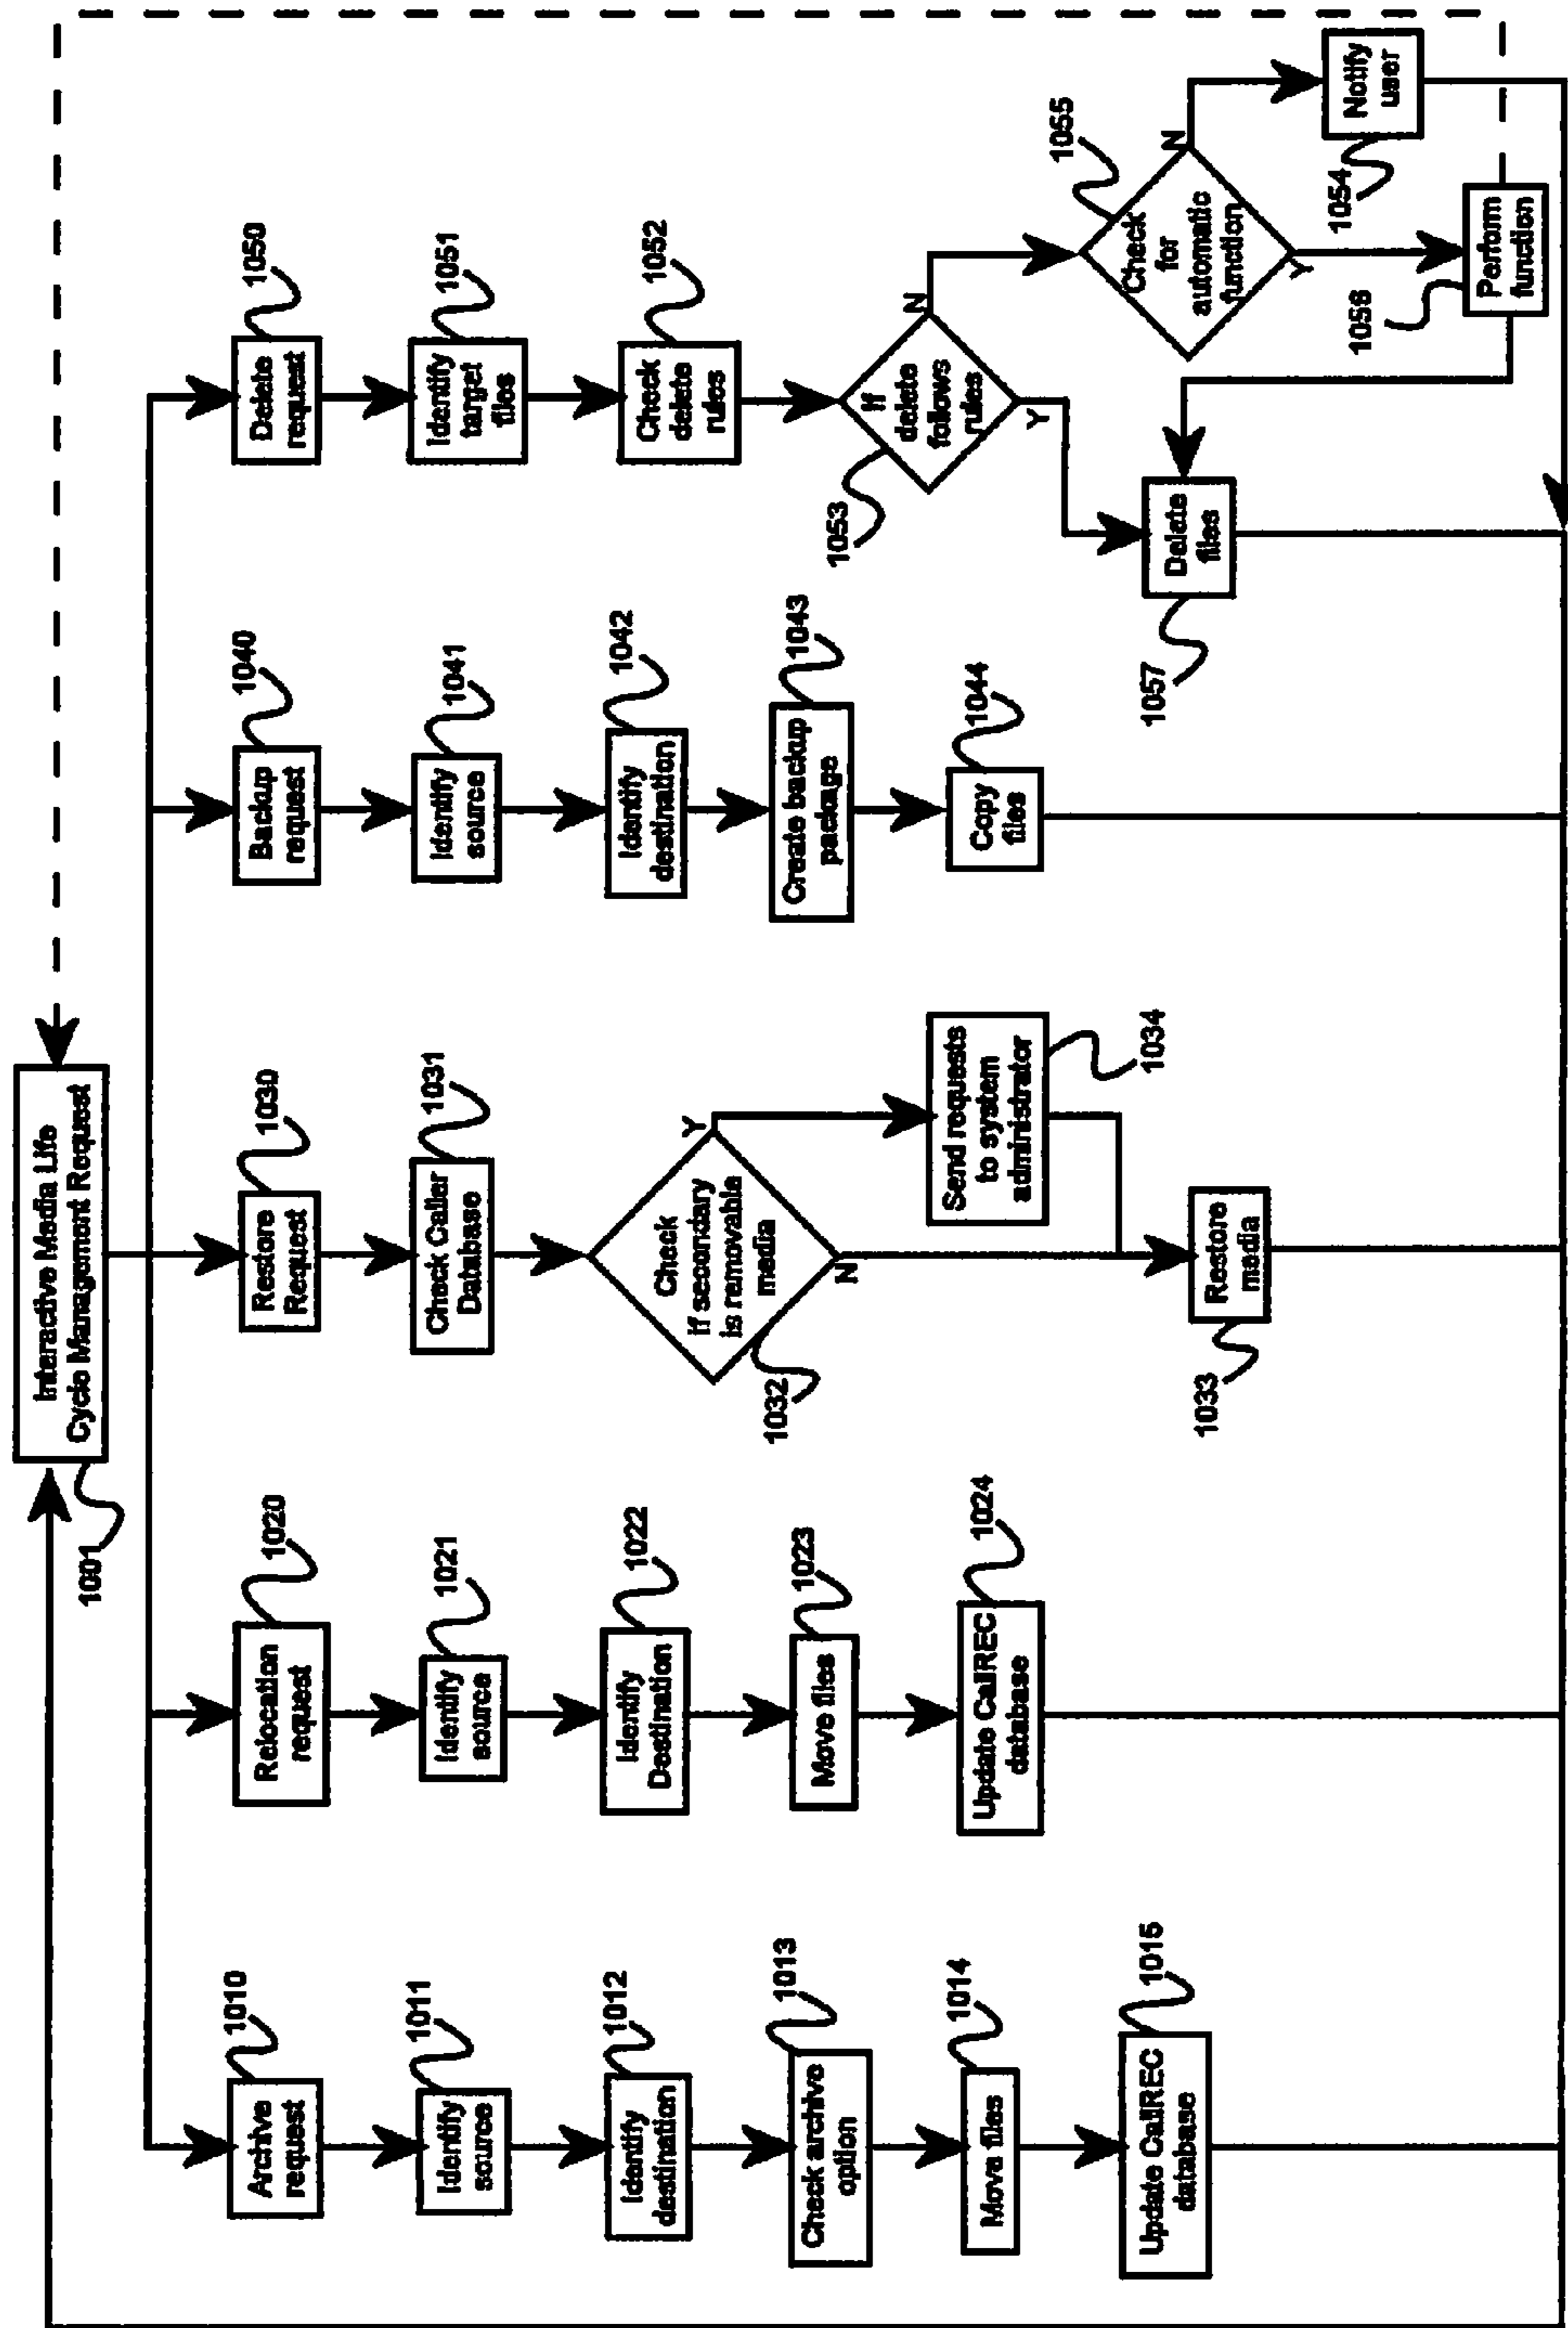 Interactive Media Life
Cycle Management Request
1001
Archive
request
1010
Identify
source
1011
Identify
destination
1012
Check archive
option
1013
Move files
1014
Update CallREC
database
1015
Relocation
request
1020
Identify
source
1021
Identify
Destination
1022
Move files
1023
Update CallREC
database
1024
Restore
Request
1030
Check Caller
Database
1031
Check
if secondary
is removable
media
1032
Y
N
Send requests
to system
administrator
1034
Restore
media
1033
Backup
request
1040
Identify
source
1041
Identify
destination
1042
Create backup
package
1043
Copy
files
1044
Delete
request
1050
Identify
target
files
1051
Check
delete
rules
1052
If
delete
follows
rules
1053
N
Y
Check
for
automatic
function
1055
N
Y
Notify
user
1054
Perform
function
1056
Delete
files
1057